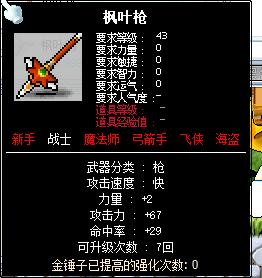 枫叶枪
要求等级: 43
要求力量: 0
要求敏捷: 0
要求智力: 0
要求运气: 0
要求人气度: -
道具等级: -
道具经验值: -
新手 战士 魔法师 弓箭手 飞侠 海盗
武器分类 : 枪
攻击速度 : 快
力量 : +2
攻击力 : +67
命中率 : +29
可升级次数 : 7回
金锤子已提高的强化次数: 0